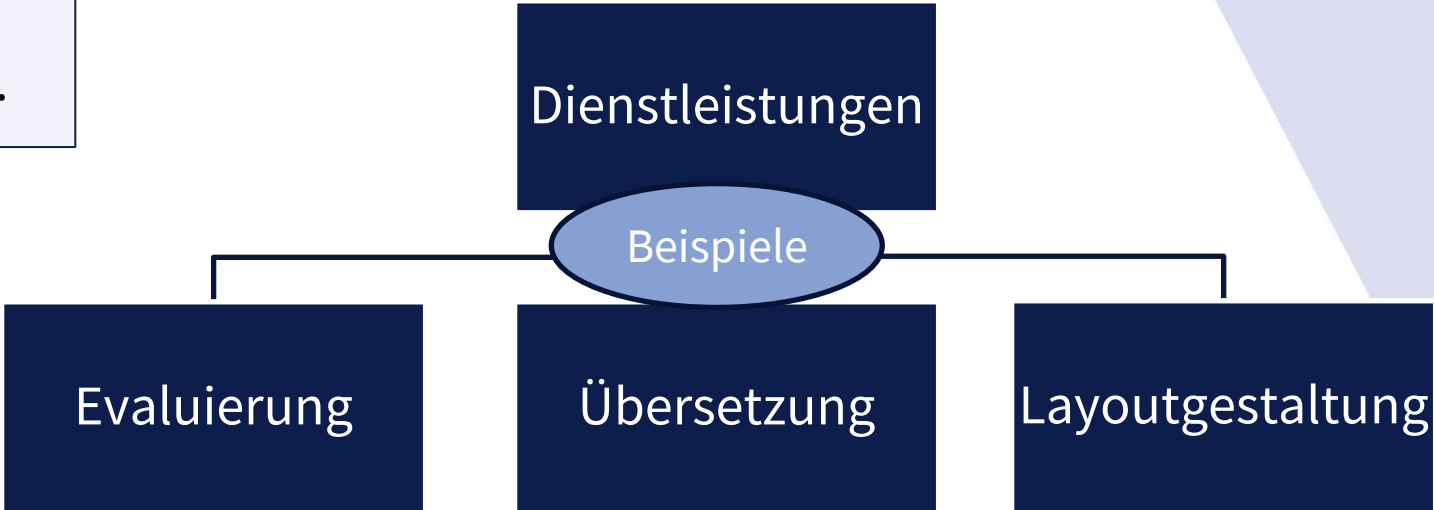 .
Dienstleistungen
Beispiele
Evaluierung
Übersetzung
Layoutgestaltung